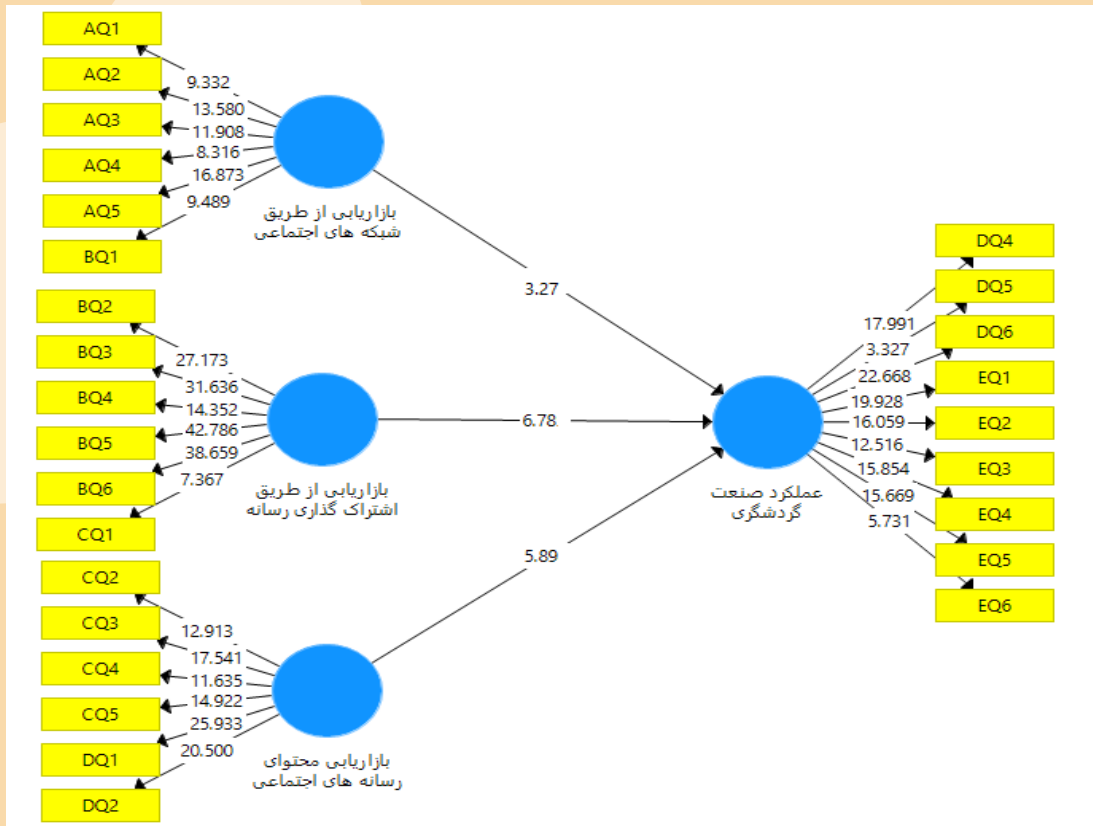 AQ1
AQ2
AQ3
AQ4
AQ5
BQ1
9.332
13.580
11.908
8.316
16.873
9.489
بازاریابی از طریق
شبکه های اجتماعی
BQ2
BQ3
BQ4
BQ5
BQ6
CQ1
27.173
31.636
14.352
42.786
38.659
7.367
بازاریابی از طریق
اشتراک گذاری رسانه
CQ2
CQ3
CQ4
CQ5
DQ1
DQ2
12.913
17.541
11.635
14.922
25.933
20.500
بازاریابی محتوای
رسانه های اجتماعی
3.27
6.78
5.89
عملکرد صنعت
گردشگری
17.991
3.327
22.668
19.928
16.059
12.516
15.854
15.669
5.731
DQ4
DQ5
DQ6
EQ1
EQ2
EQ3
EQ4
EQ5
EQ6